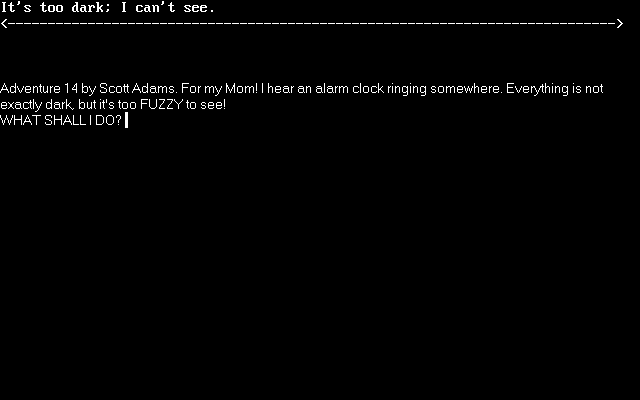 It's too dark; I can't see.
<------------------------------------------------------------------------------->
Adventure 14 by Scott Adams. For my Mom! I hear an alarm clock ringing somewhere. Everything is not
exactly dark, but it's too FUZZY to see!
WHAT SHALL I DO?